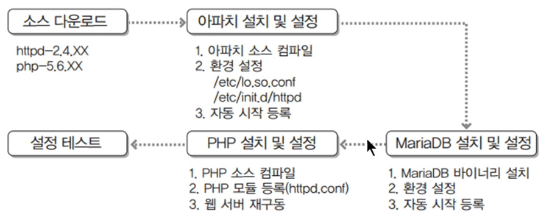 소스 다운로드
httpd-2.4.XX
php-5.6.XX
아파치 설치 및 설정
1. 아파치 소스 컴파일
2. 환경 설정
/etc/lo.so.conf
/etc/init.d/httpd
3. 자동 시작 등록
MariaDB 설치 및 설정
1. MariaDB 바이너리 설치
2. 환경 설정
3. 자동 시작 등록
PHP 설치 및 설정
1. PHP 소스 컴파일
2. PHP 모듈 등록(httpd.conf)
3. 웹 서버 재구동
설정 테스트